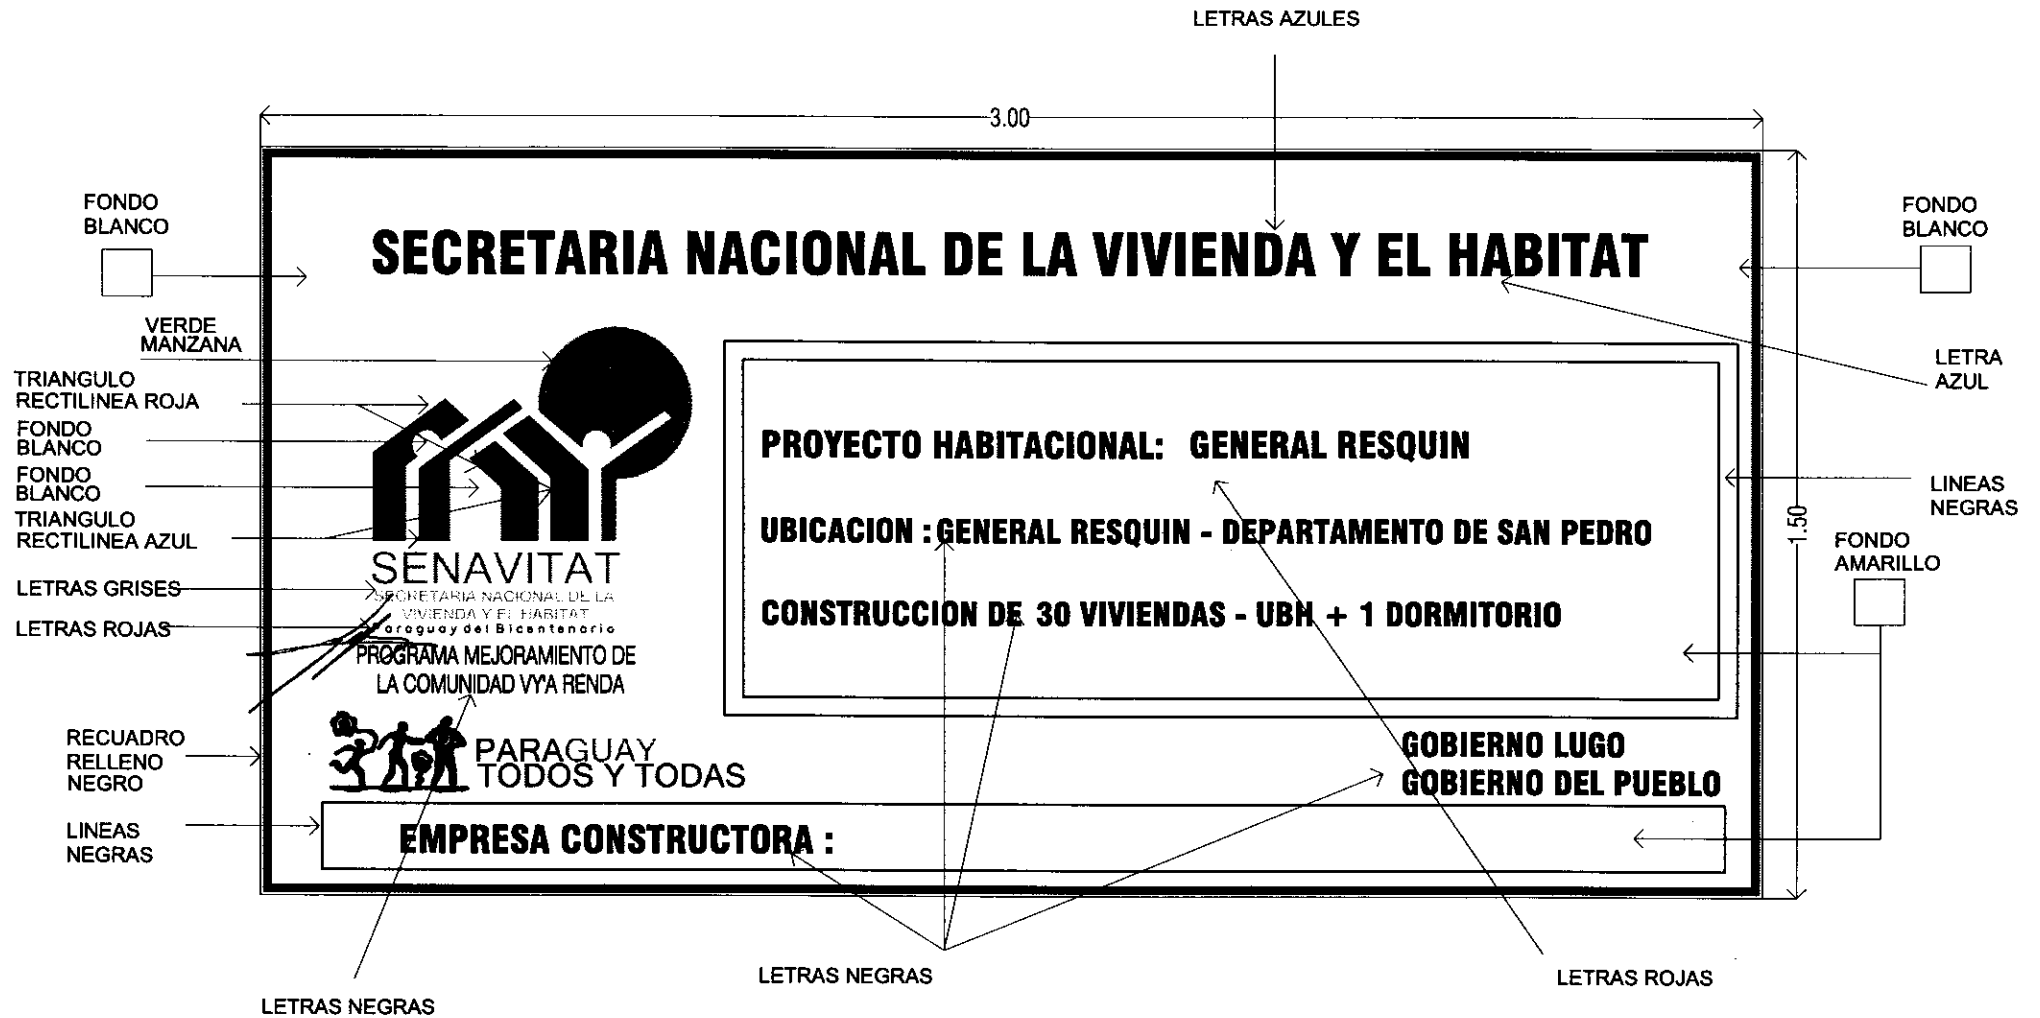 LETRAS AZULES
3.00
FONDO
BLANCO
FONDO
BLANCO
SECRETARIA NACIONAL DE LA VIVIENDA Y EL HABITAT
VERDE
MANZANA
LETRA
AZUL
TRIANGULO
RECTILINEA ROJA
FONDO
BLANCO
FONDO
BLANCO
TRIANGULO
RECTILINEA AZUL
PROYECTO HABITACIONAL: GENERAL RESQUIN
UBICACION : GENERAL RESQUIN - DEPARTAMENTO DE SAN PEDRO
CONSTRUCCION DE 30 VIVIENDAS - UBH + 1 DORMITORIO
LINEAS
NEGRAS
1.50
FONDO
AMARILLO
SENAVITAT
SECRETARIA NACIONAL DE LA
VIVIENDA Y EL HABITAT
Paraguay del Bicentenario
LETRAS GRISES
LETRAS ROJAS
PROGRAMA MEJORAMIENTO DE
LA COMUNIDAD VY'A RENDA
RECUADRO
RELLENO
NEGRO
PARAGUAY
TODOS Y TODAS
GOBIERNO LUGO
GOBIERNO DEL PUEBLO
LINEAS
NEGRAS
EMPRESA CONSTRUCTORA :
LETRAS NEGRAS
LETRAS NEGRAS
LETRAS ROJAS